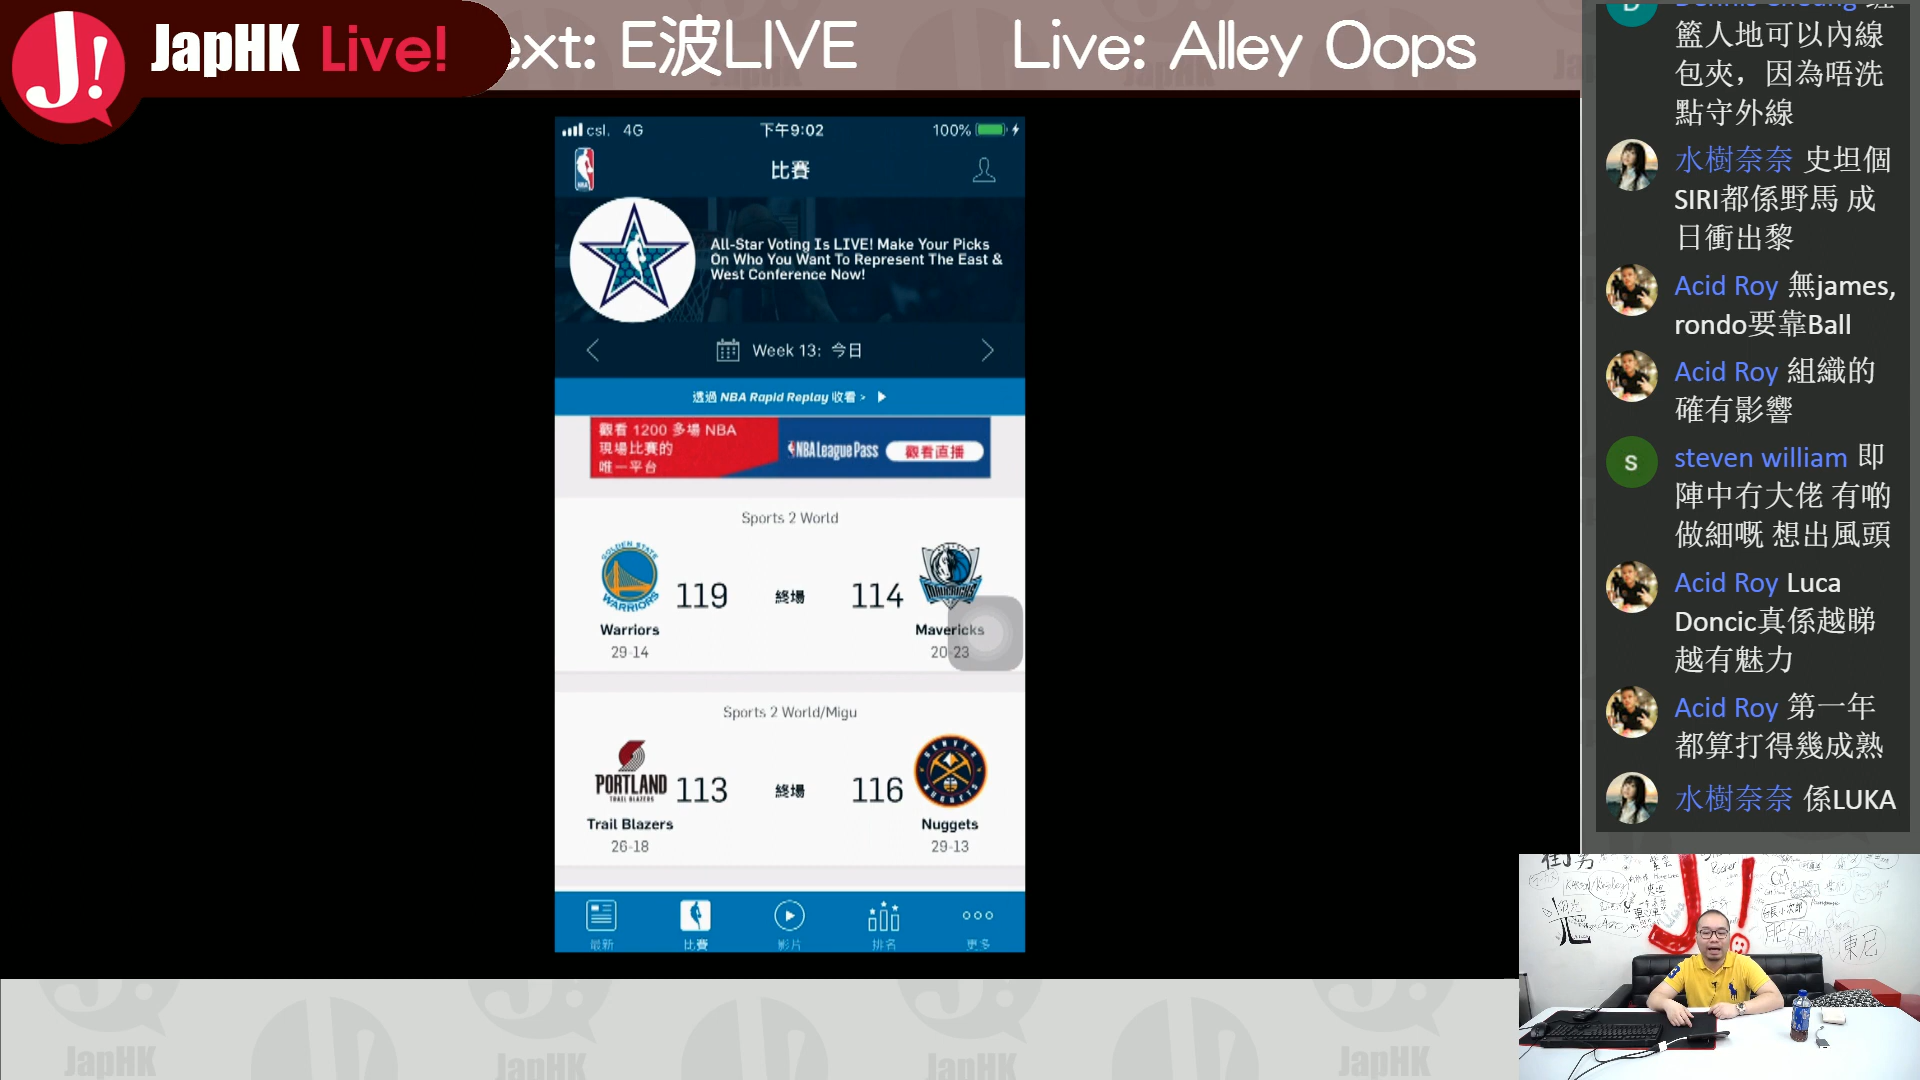 JapHK Live!
ext: E波LIVE
Live: Alley Oops
csl. 4G
下午9:02
100%
比賽
All-Star Voting Is LIVE! Make Your Picks
On Who You Want To Represent The East &
West Conference Now!
Week 13: 今日
透過 NBA Rapid Replay 收看 >
觀看 1200 多場 NBA
現場比賽的
唯一平台
NBA League Pass
觀看直播
Sports 2 World
GOLDEN STATE
WARRIORS
119
終場
114
MAVERICKS
Warriors
Mavericks
29-14
20-23
Sports 2 World/Migu
PORTLAND
TRAIL BLAZERS
113
終場
116
DENVER
NUGGETS
Trail Blazers
Nuggets
26-18
29-13
最新
比賽
影片
排名
更多
籃人地可以內線
包夾，因為唔洗
點守外線
水樹奈奈 史坦個
SIRI都係野馬 成
日衝出黎
Acid Roy 無james,
rondo要靠Ball
Acid Roy 組織的
確有影響
S
steven william 即
陣中冇大佬 有啲
做細嘅 想出風頭
Acid Roy Luca
Doncic真係越睇
越有魅力
Acid Roy 第一年
都算打得幾成熟
水樹奈奈 係LUKA
東尼
JapHK
JapHK
JapHK
JapHK